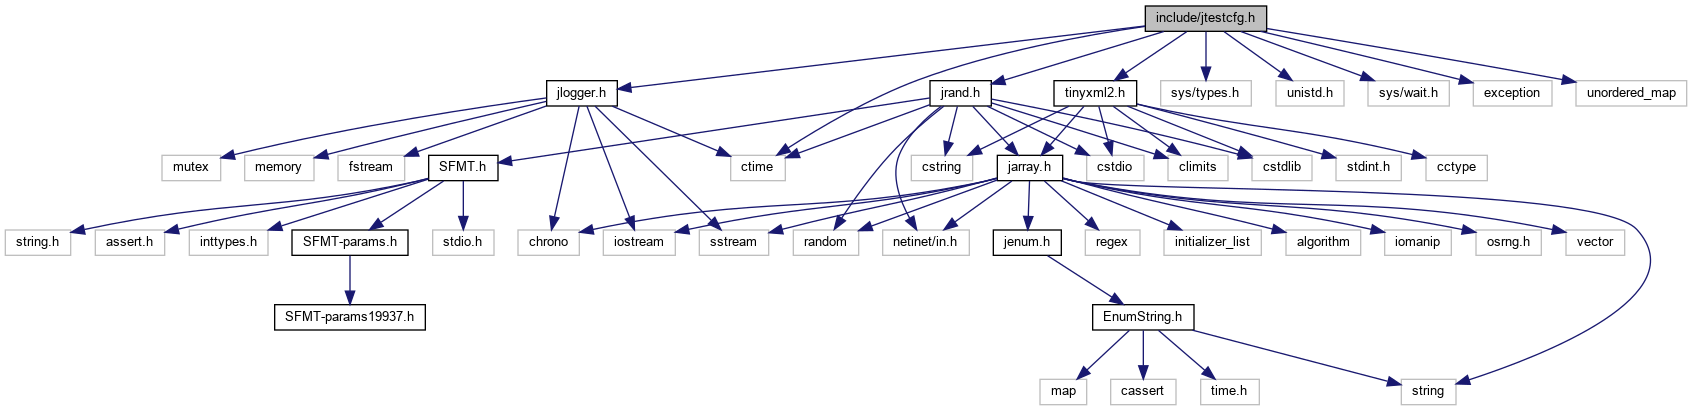 include/jtestcfg.h
jlogger.h
jrand.h
tinyxml2.h
sys/types.h
unistd.h
sys/wait.h
exception
unordered_map
mutex
memory
fstream
SFMT.h
ctime
cstring
jarray.h
cstdio
climits
cstdlib
stdint.h
cctype
string.h
assert.h
inttypes.h
SFMT-params.h
stdio.h
chrono
iostream
sstream
random
netinet/in.h
jenum.h
regex
initializer_list
algorithm
iomanip
osrng.h
vector
SFMT-params19937.h
EnumString.h
map
cassert
time.h
string